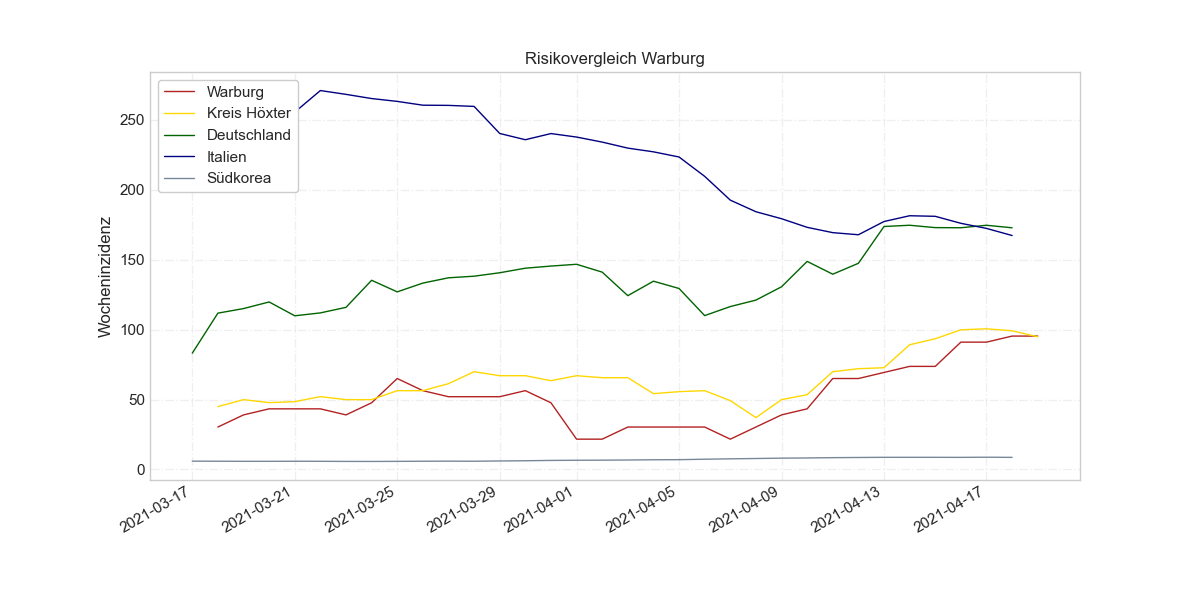 Risikovergleich Warburg
Warburg
Kreis Höxter
Deutschland
Italien
Südkorea
Wocheninzidenz
250
200
150
100
50
0
2021-03-17
2021-03-21
2021-03-25
2021-03-29
2021-04-01
2021-04-05
2021-04-09
2021-04-13
2021-04-17